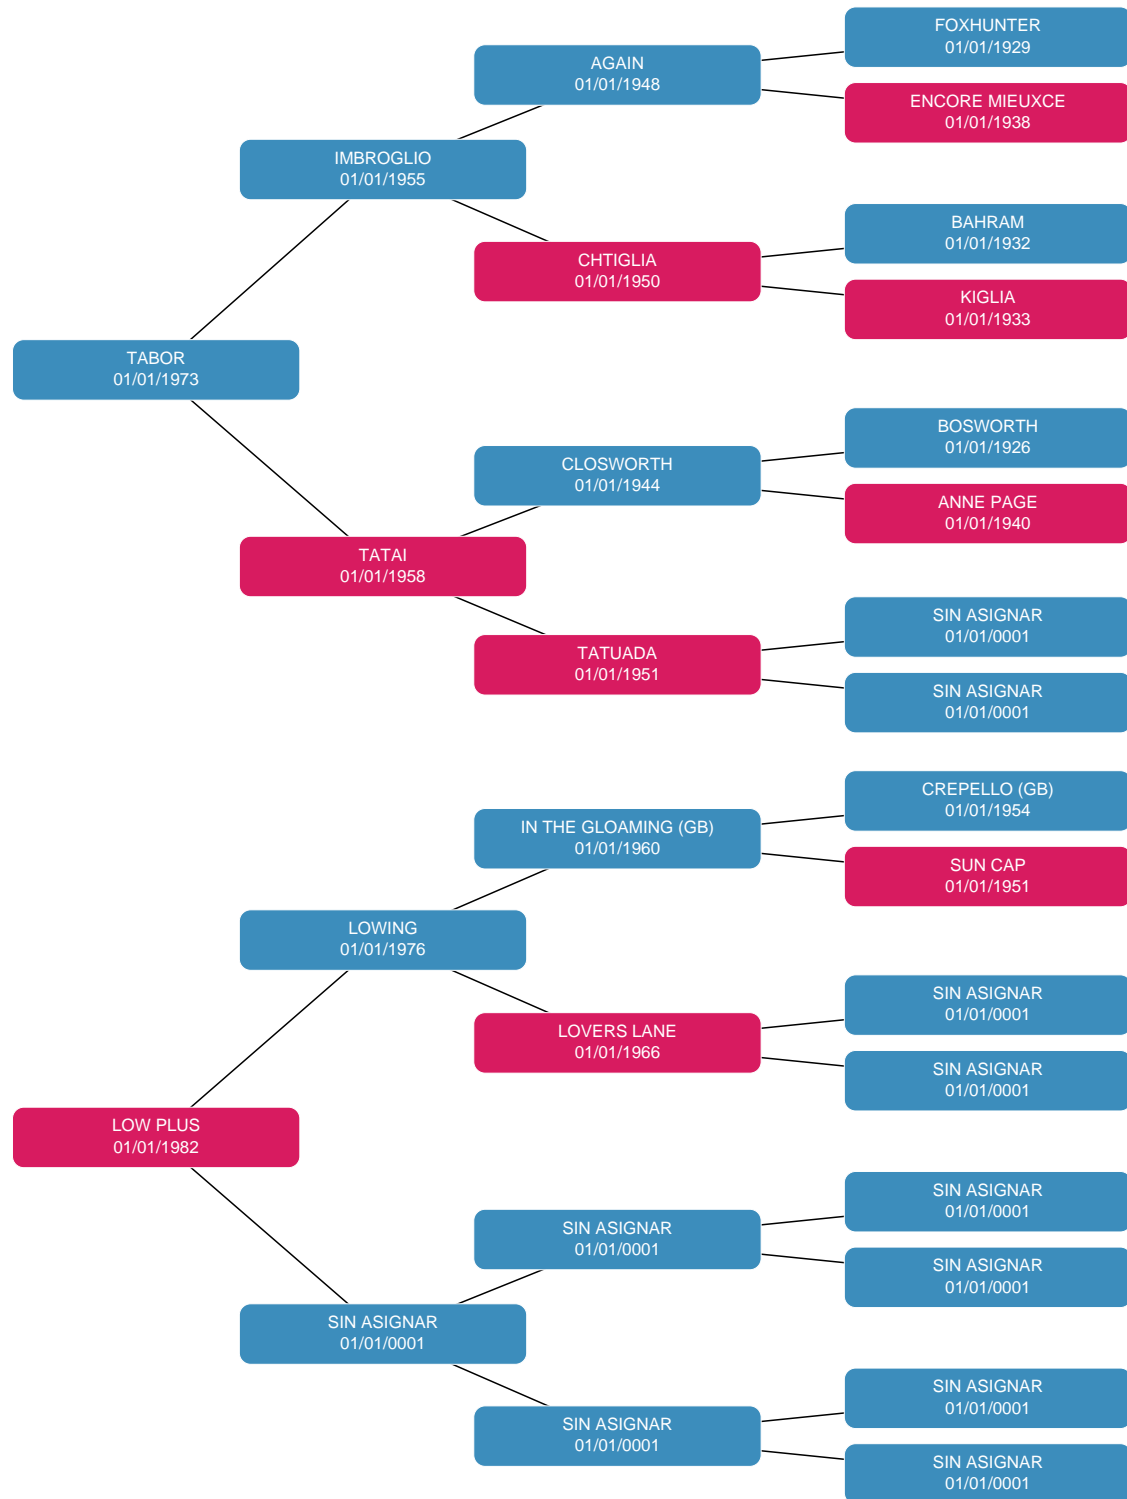 FOXHUNTER
01/01/1929
AGAIN
01/01/1948
ENCORE MIEUXCE
01/01/1938
IMBROGLIO
01/01/1955
BAHRAM
01/01/1932
CHTIGLIA
01/01/1950
KIGLIA
01/01/1933
TABOR
01/01/1973
BOSWORTH
01/01/1926
CLOSWORTH
01/01/1944
ANNE PAGE
01/01/1940
TATAI
01/01/1958
SIN ASIGNAR
01/01/0001
TATUADA
01/01/1951
SIN ASIGNAR
01/01/0001
CREPELLO (GB)
01/01/1954
IN THE GLOAMING (GB)
01/01/1960
SUN CAP
01/01/1951
LOWING
01/01/1976
SIN ASIGNAR
01/01/0001
LOVERS LANE
01/01/1966
SIN ASIGNAR
01/01/0001
LOW PLUS
01/01/1982
SIN ASIGNAR
01/01/0001
SIN ASIGNAR
01/01/0001
SIN ASIGNAR
01/01/0001
SIN ASIGNAR
01/01/0001
SIN ASIGNAR
01/01/0001
SIN ASIGNAR
01/01/0001
SIN ASIGNAR
01/01/0001